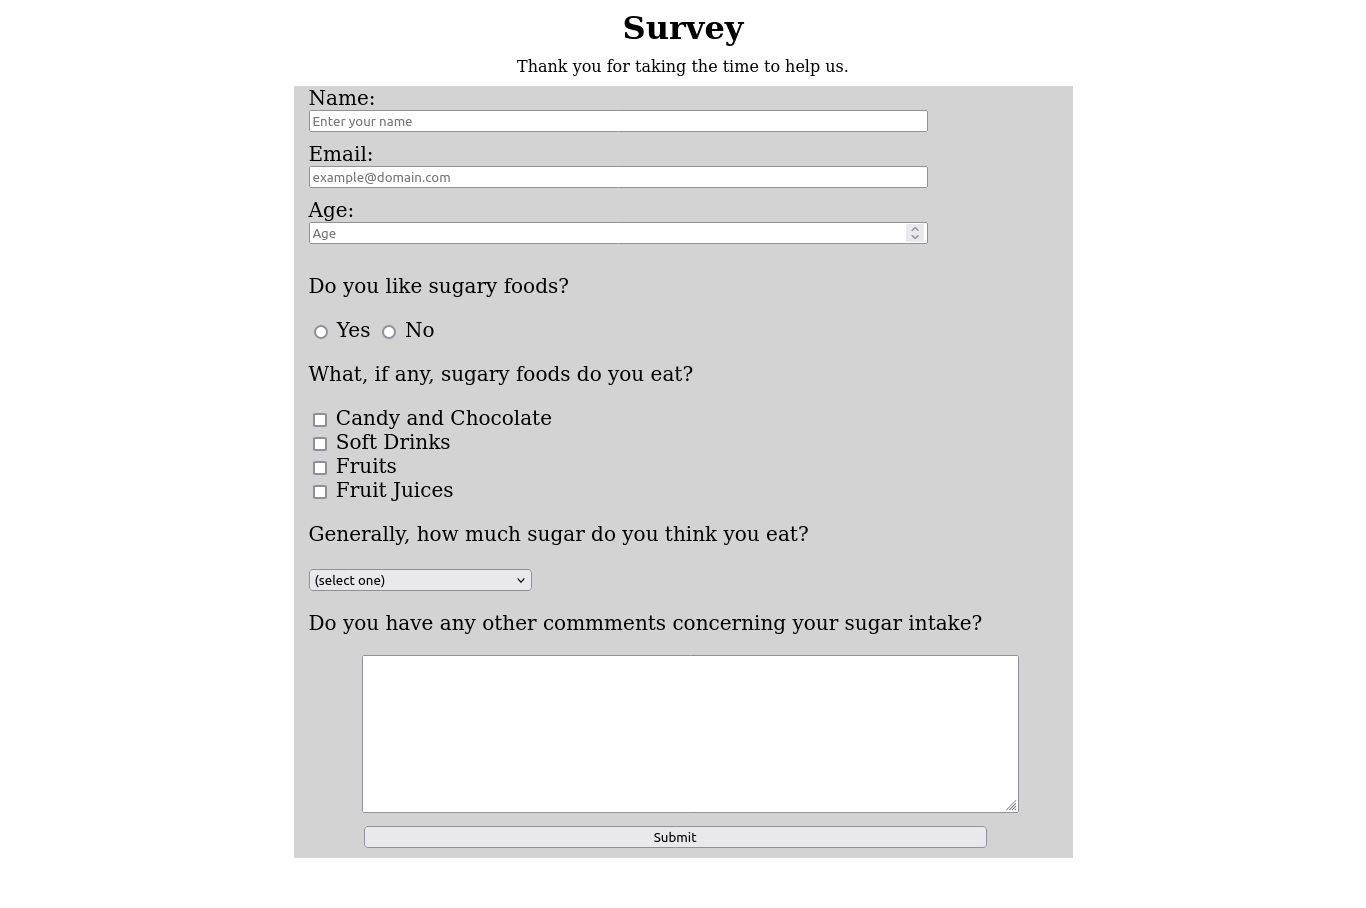 Survey
Thank you for taking the time to help us.
Name:
Enter your name
Email:
example@domain.com
Age:
Age
Do you like sugary foods?
Yes No
What, if any, sugary foods do you eat?
Candy and Chocolate
Soft Drinks
Fruits
Fruit Juices
Generally, how much sugar do you think you eat?
(select one)
Do you have any other commments concerning your sugar intake?
Submit